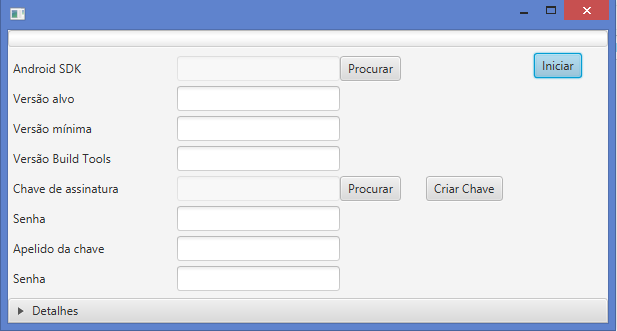 Android SDK Procurar Iniciar
Versão alvo
Versão mínima
Versão Build Tools
Chave de assinatura Procurar Criar Chave
Senha
Apelido da chave
Senha
Detalhes